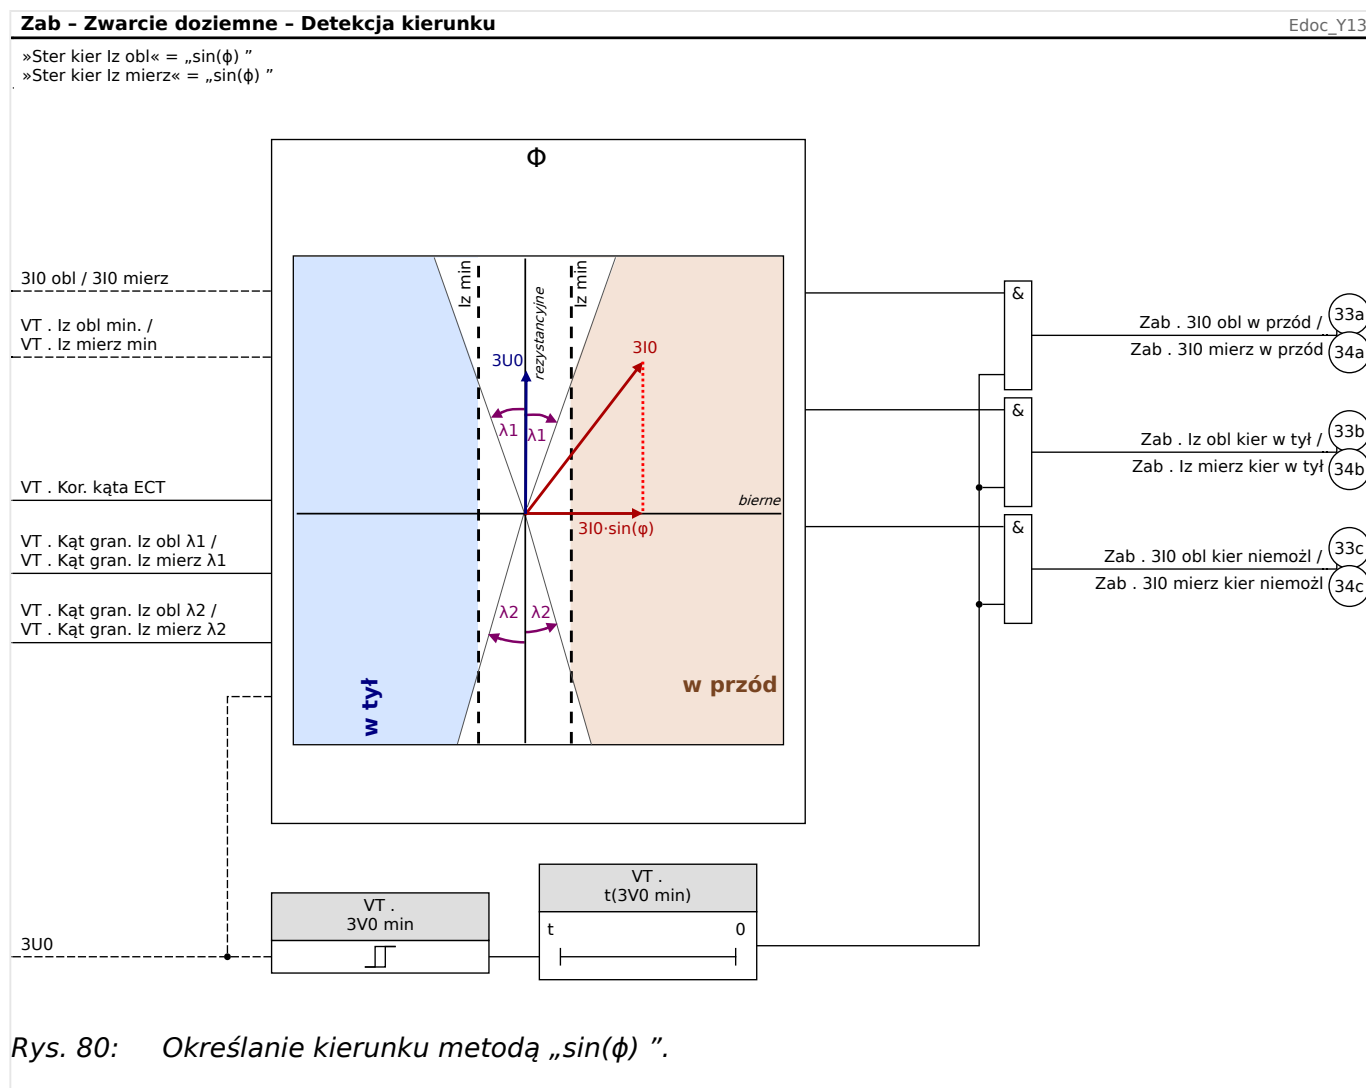 Zab – Zwarcie doziemne – Detekcja kierunku
Edoc_Y13
»Ster kier Iz obl« = „sin(ϕ) ”
»Ster kier Iz mierz« = „sin(ϕ) ”
Φ
3I0 obl / 3I0 mierz
VT . Iz obl min. /
VT . Iz mierz min
VT . Kor. kąta ECT
VT . Kąt gran. Iz obl λ1 /
VT . Kąt gran. Iz mierz λ1
VT . Kąt gran. Iz obl λ2 /
VT . Kąt gran. Iz mierz λ2
Iz min
rezystancyjne
Iz min
3U0
3I0
λ1
λ1
bierne
3I0·sin(φ)
λ2
λ2
w tył
w przód
&
Zab . 3I0 obl w przód /
33a
Zab . 3I0 mierz w przód
34a
&
Zab . Iz obl kier w tył /
33b
Zab . Iz mierz kier w tył
34b
&
Zab . 3I0 obl kier niemożl /
33c
Zab . 3I0 mierz kier niemożl
34c
3U0
VT .
3V0 min
VT .
t(3V0 min)
t
0
Rys. 80: Określanie kierunku metodą „sin(ϕ) ”.